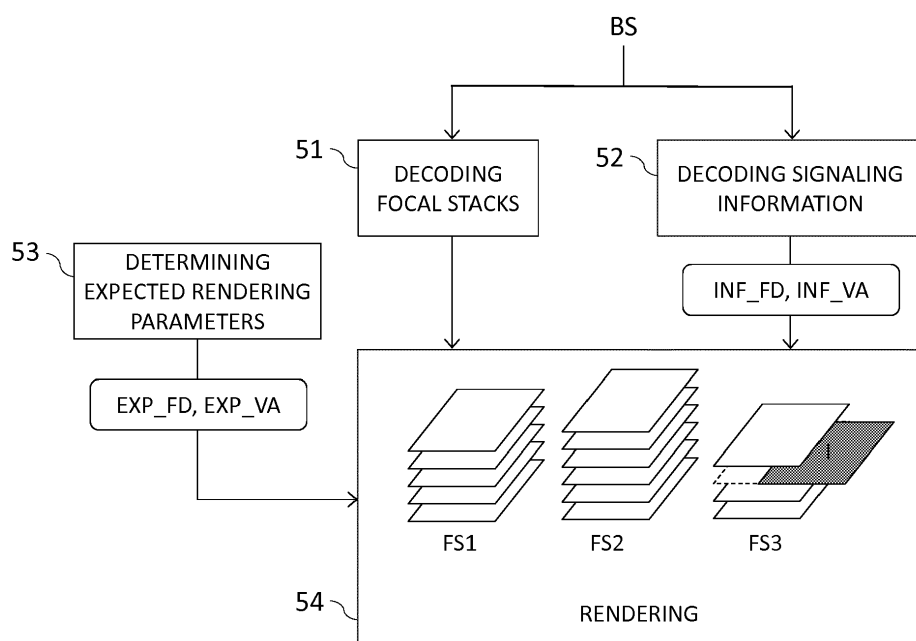 BS
51
DECODING
FOCAL STACKS
52
DECODING SIGNALING
INFORMATION
53
DETERMINING
EXPECTED RENDERING
PARAMETERS
INF_FD, INF_VA
EXP_FD, EXP_VA
I
FS1
FS2
FS3
54
RENDERING